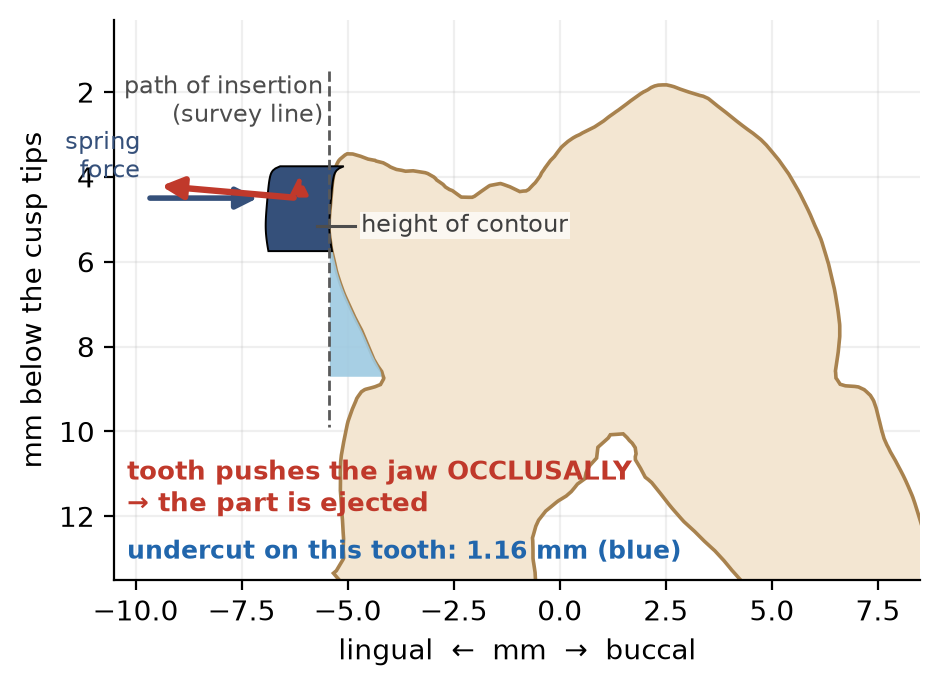 path of insertion
(survey line)
spring
force
height of contour
tooth pushes the jaw OCCLUSALLY
→ the part is ejected
undercut on this tooth: 1.16 mm (blue)
mm below the cusp tips
2
4
6
8
10
12
−10.0 −7.5 −5.0 −2.5 0.0 2.5 5.0 7.5
lingual ← mm → buccal